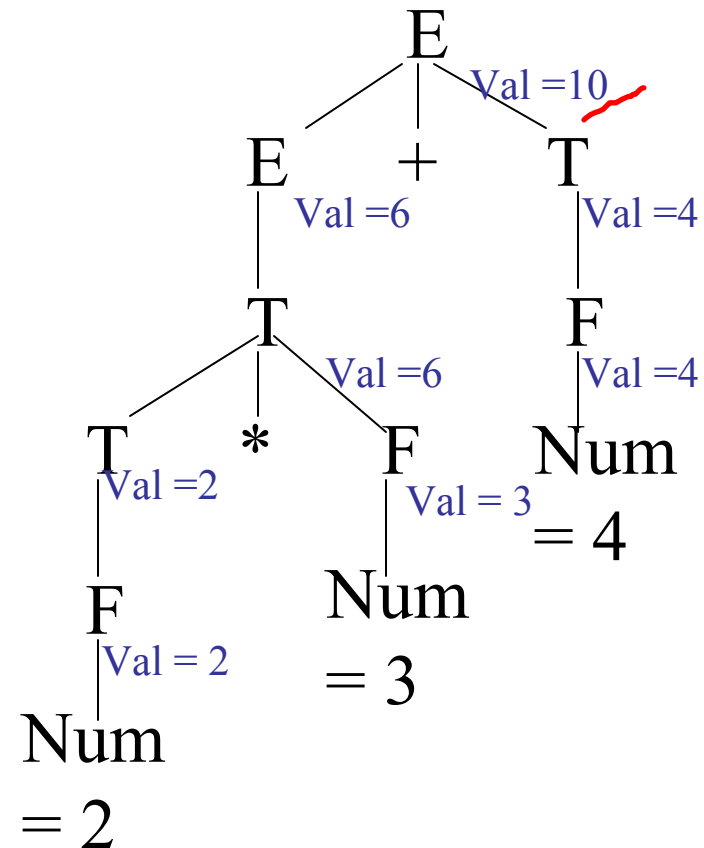 E
Val =10
E + T
Val =6 Val =4
T F
Val =6 Val =4
T * F Num
Val =2 Val = 3 = 4
F Num
Val = 2 = 3
Num
= 2